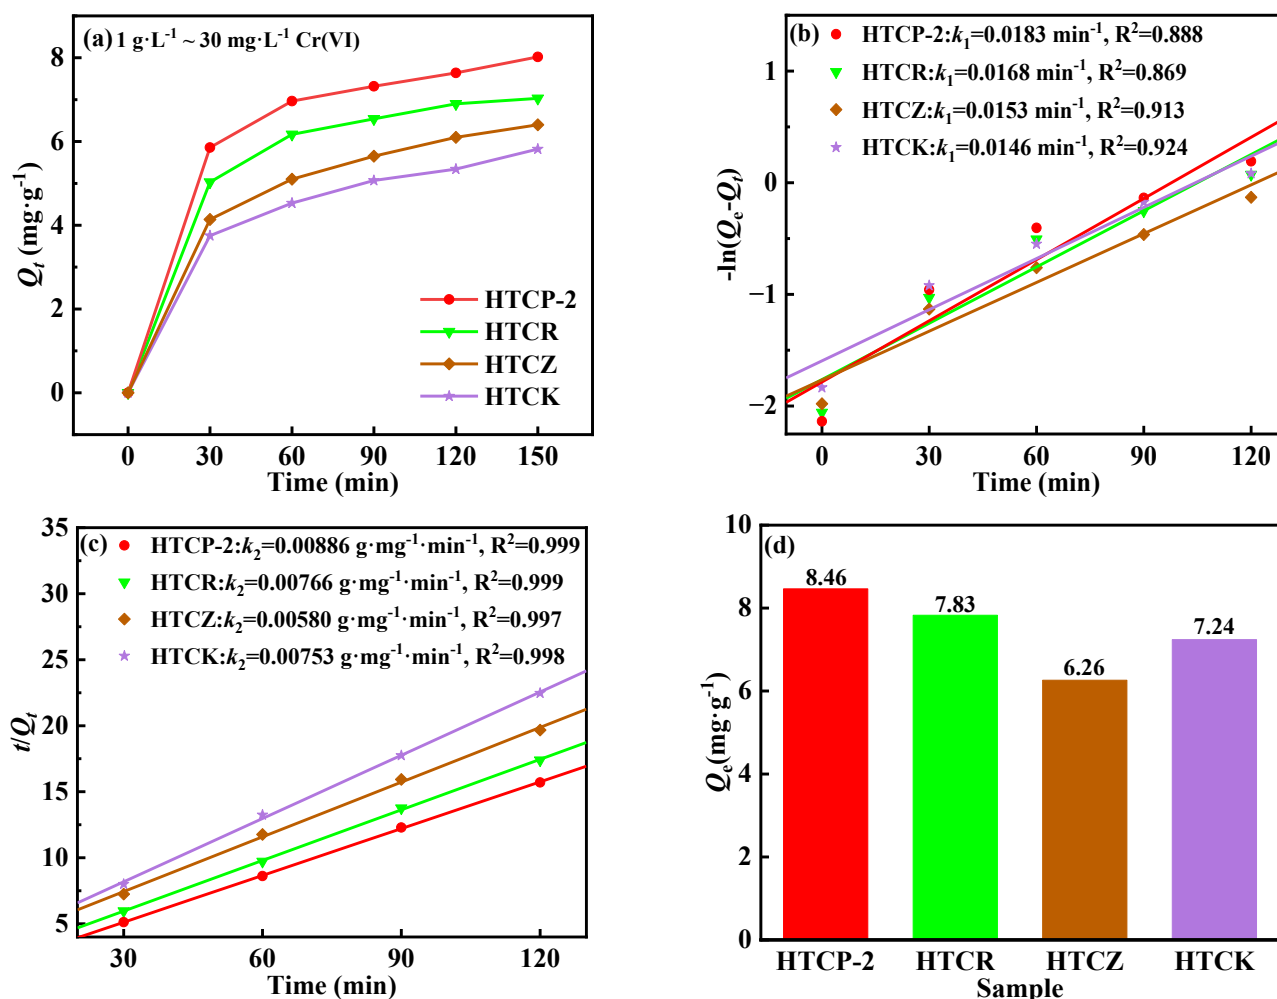 (a) 1 g·L⁻¹ ~ 30 mg·L⁻¹ Cr(VI)
8
6
4
2
0
Qₜ (mg·g⁻¹)
HTCP-2
HTCR
HTCZ
HTCK
0 30 60 90 120 150
Time (min)
(b)
HTCP-2:k₁=0.0183 min⁻¹, R²=0.888
HTCR:k₁=0.0168 min⁻¹, R²=0.869
HTCZ:k₁=0.0153 min⁻¹, R²=0.913
HTCK:k₁=0.0146 min⁻¹, R²=0.924
1
0
−1
−2
-ln(Qₑ-Qₜ)
0 30 60 90 120
Time (min)
(c)
HTCP-2:k₂=0.00886 g·mg⁻¹·min⁻¹, R²=0.999
HTCR:k₂=0.00766 g·mg⁻¹·min⁻¹, R²=0.999
HTCZ:k₂=0.00580 g·mg⁻¹·min⁻¹, R²=0.997
HTCK:k₂=0.00753 g·mg⁻¹·min⁻¹, R²=0.998
35
30
25
20
15
10
5
t/Qₜ
30 60 90 120
Time (min)
(d)
10
8
6
4
2
0
Qₑ(mg·g⁻¹)
8.46
7.83
6.26
7.24
HTCP-2 HTCR HTCZ HTCK
Sample